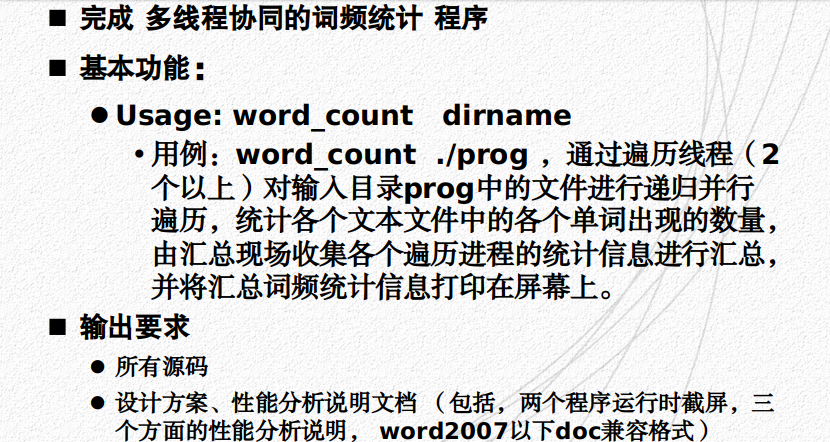 ■ 完成 多线程协同的词频统计 程序
■ 基本功能：
● Usage: word_count dirname
• 用例：word_count ./prog ，通过遍历线程（2
个以上）对输入目录prog中的文件进行递归并行
遍历，统计各个文本文件中的各个单词出现的数量，
由汇总现场收集各个遍历进程的统计信息进行汇总，
并将汇总词频统计信息打印在屏幕上。
■ 输出要求
● 所有源码
● 设计方案、性能分析说明文档 （包括，两个程序运行时截屏，三
个方面的性能分析说明， word2007以下doc兼容格式）